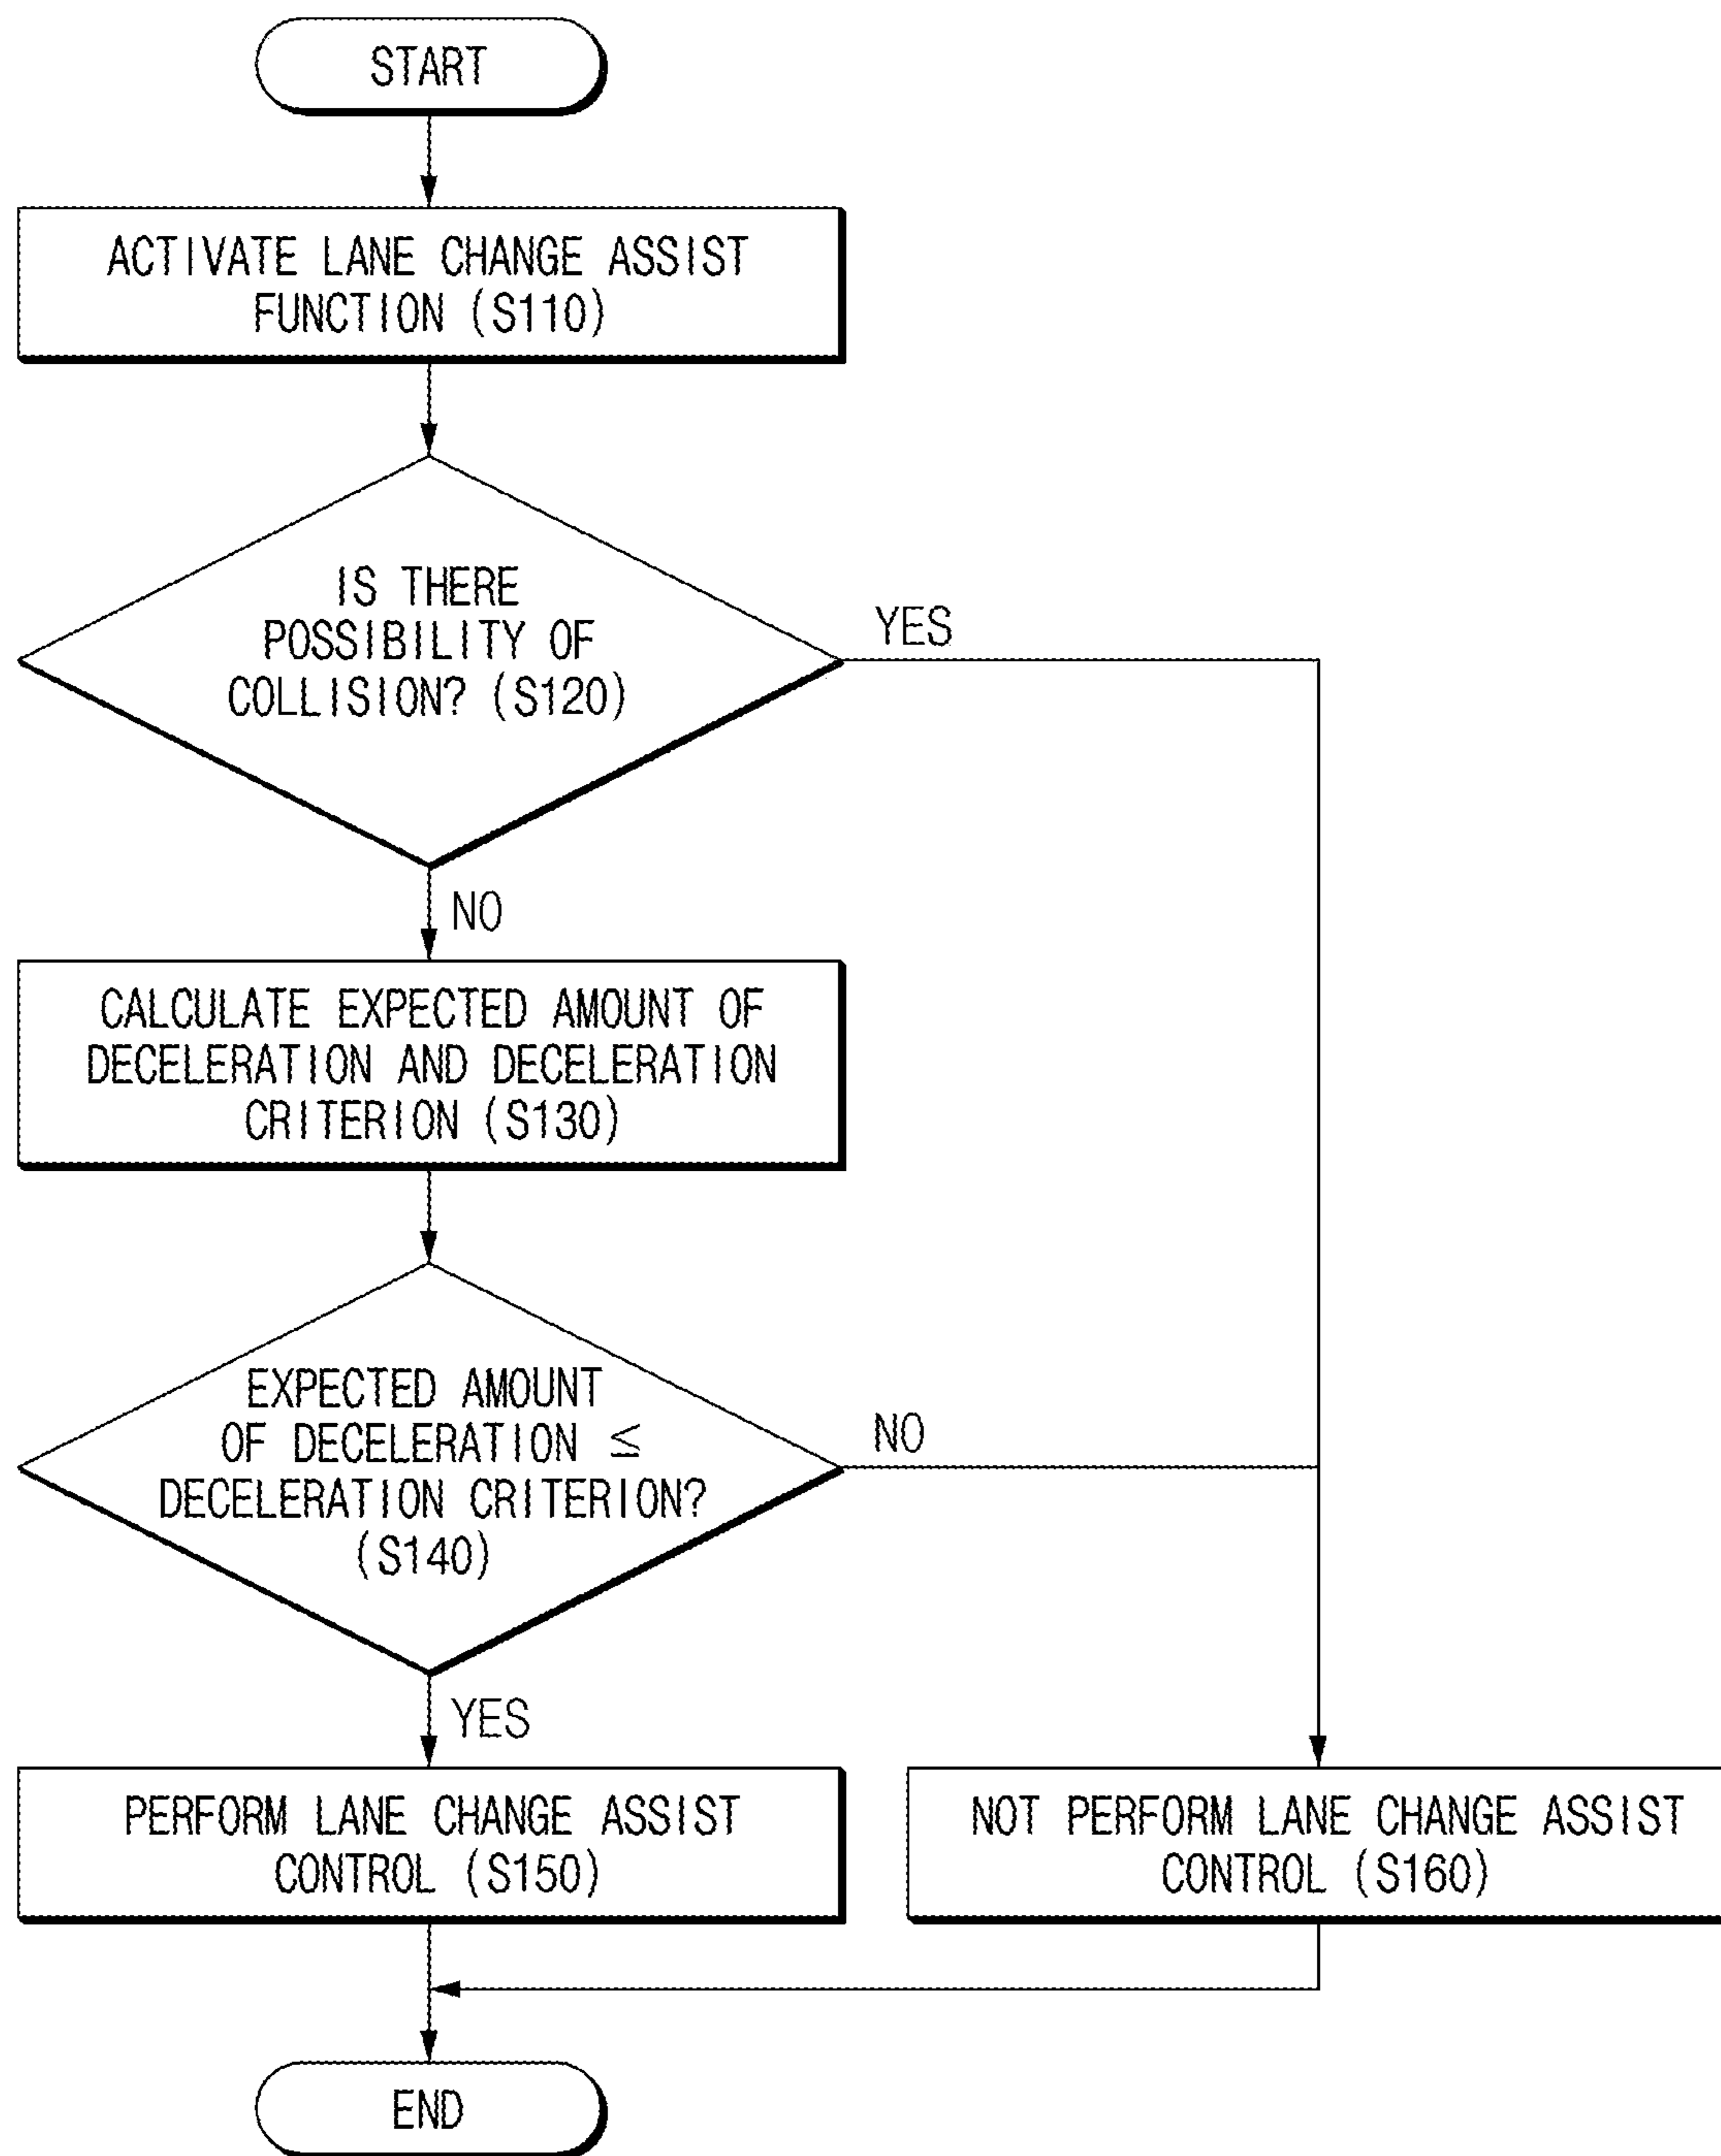 START
ACTIVATE LANE CHANGE ASSIST
FUNCTION (S110)
IS THERE
POSSIBILITY OF
COLLISION? (S120)
YES
NO
CALCULATE EXPECTED AMOUNT OF
DECELERATION AND DECELERATION
CRITERION (S130)
EXPECTED AMOUNT
OF DECELERATION ≤
DECELERATION CRITERION?
(S140)
NO
YES
PERFORM LANE CHANGE ASSIST
CONTROL (S150)
NOT PERFORM LANE CHANGE ASSIST
CONTROL (S160)
END